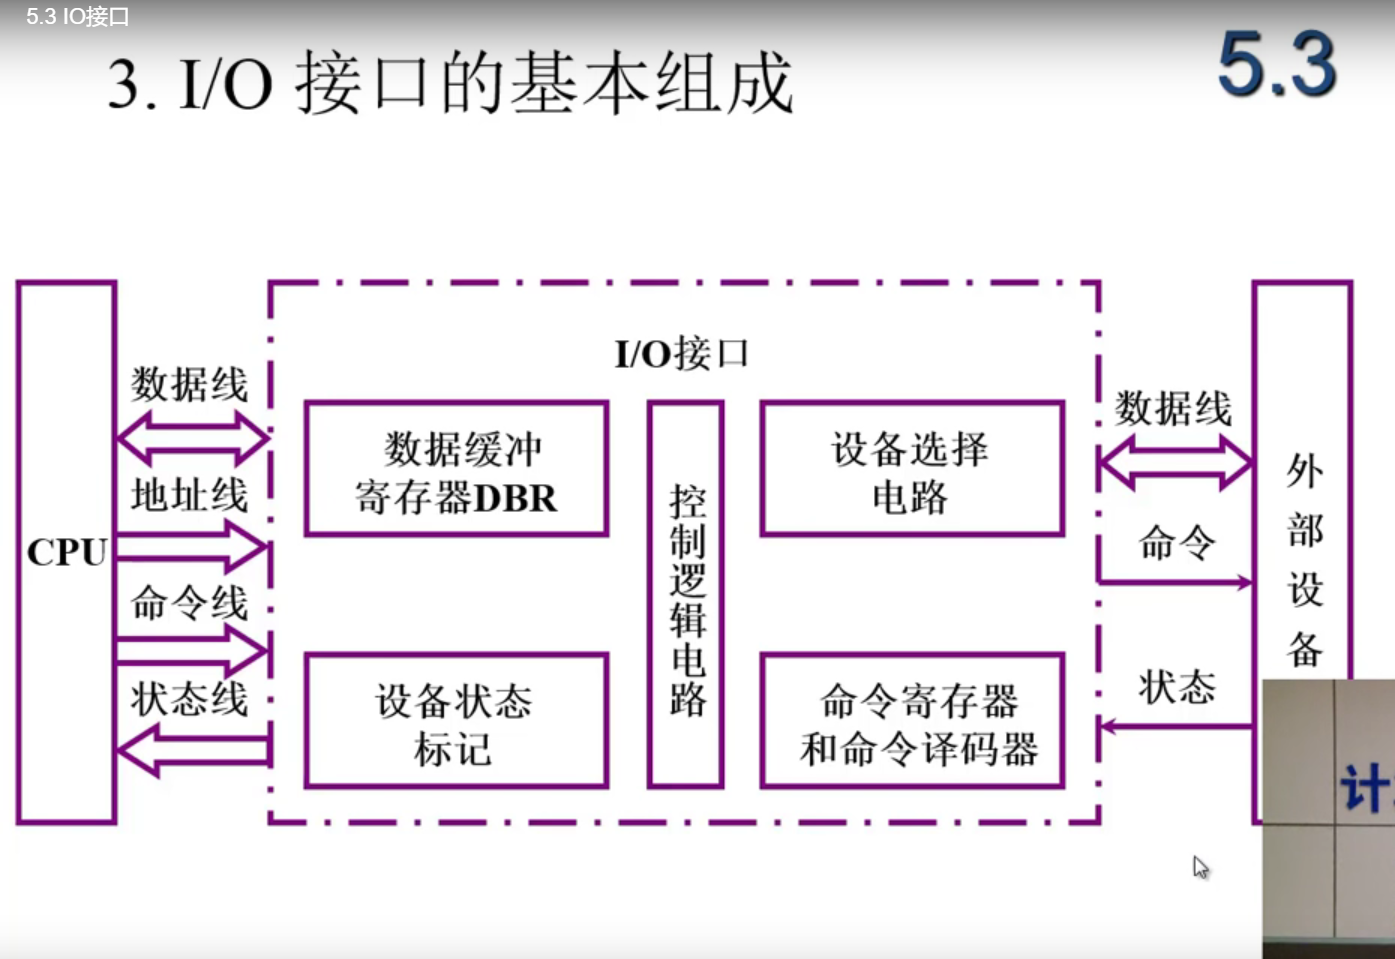 5.3 IO接口
3. I/O 接口的基本组成
5.3
I/O接口
数据线
地址线
CPU
命令线
状态线
数据缓冲
寄存器DBR
设备状态
标记
控制逻辑电路
设备选择
电路
命令寄存器
和命令译码器
数据线
命令
状态
外部设备
计